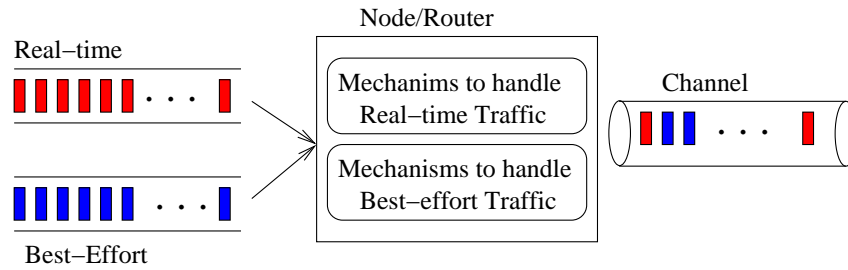 Node/Router
Real−time
Mechanims to handle
Real−time Traffic
Channel
Mechanisms to handle
Best−effort Traffic
Best−Effort